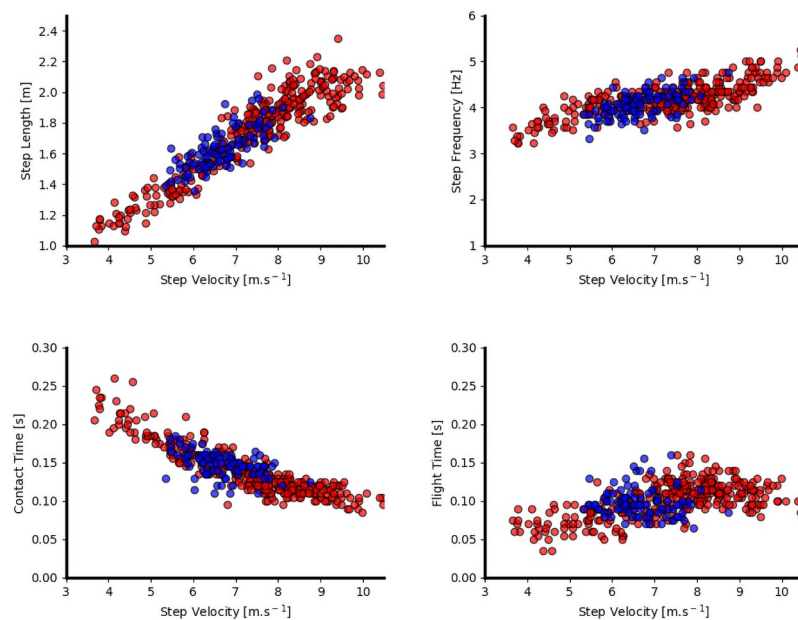 2.4
2.2
2.0
1.8
1.6
1.4
1.2
1.0
Step Length [m]
3 4 5 6 7 8 9 10
Step Velocity [m.s⁻¹]
6
5
4
3
2
1
Step Frequency [Hz]
3 4 5 6 7 8 9 10
Step Velocity [m.s⁻¹]
0.30
0.25
0.20
0.15
0.10
0.05
0.00
Contact Time [s]
3 4 5 6 7 8 9 10
Step Velocity [m.s⁻¹]
0.30
0.25
0.20
0.15
0.10
0.05
0.00
Flight Time [s]
3 4 5 6 7 8 9 10
Step Velocity [m.s⁻¹]